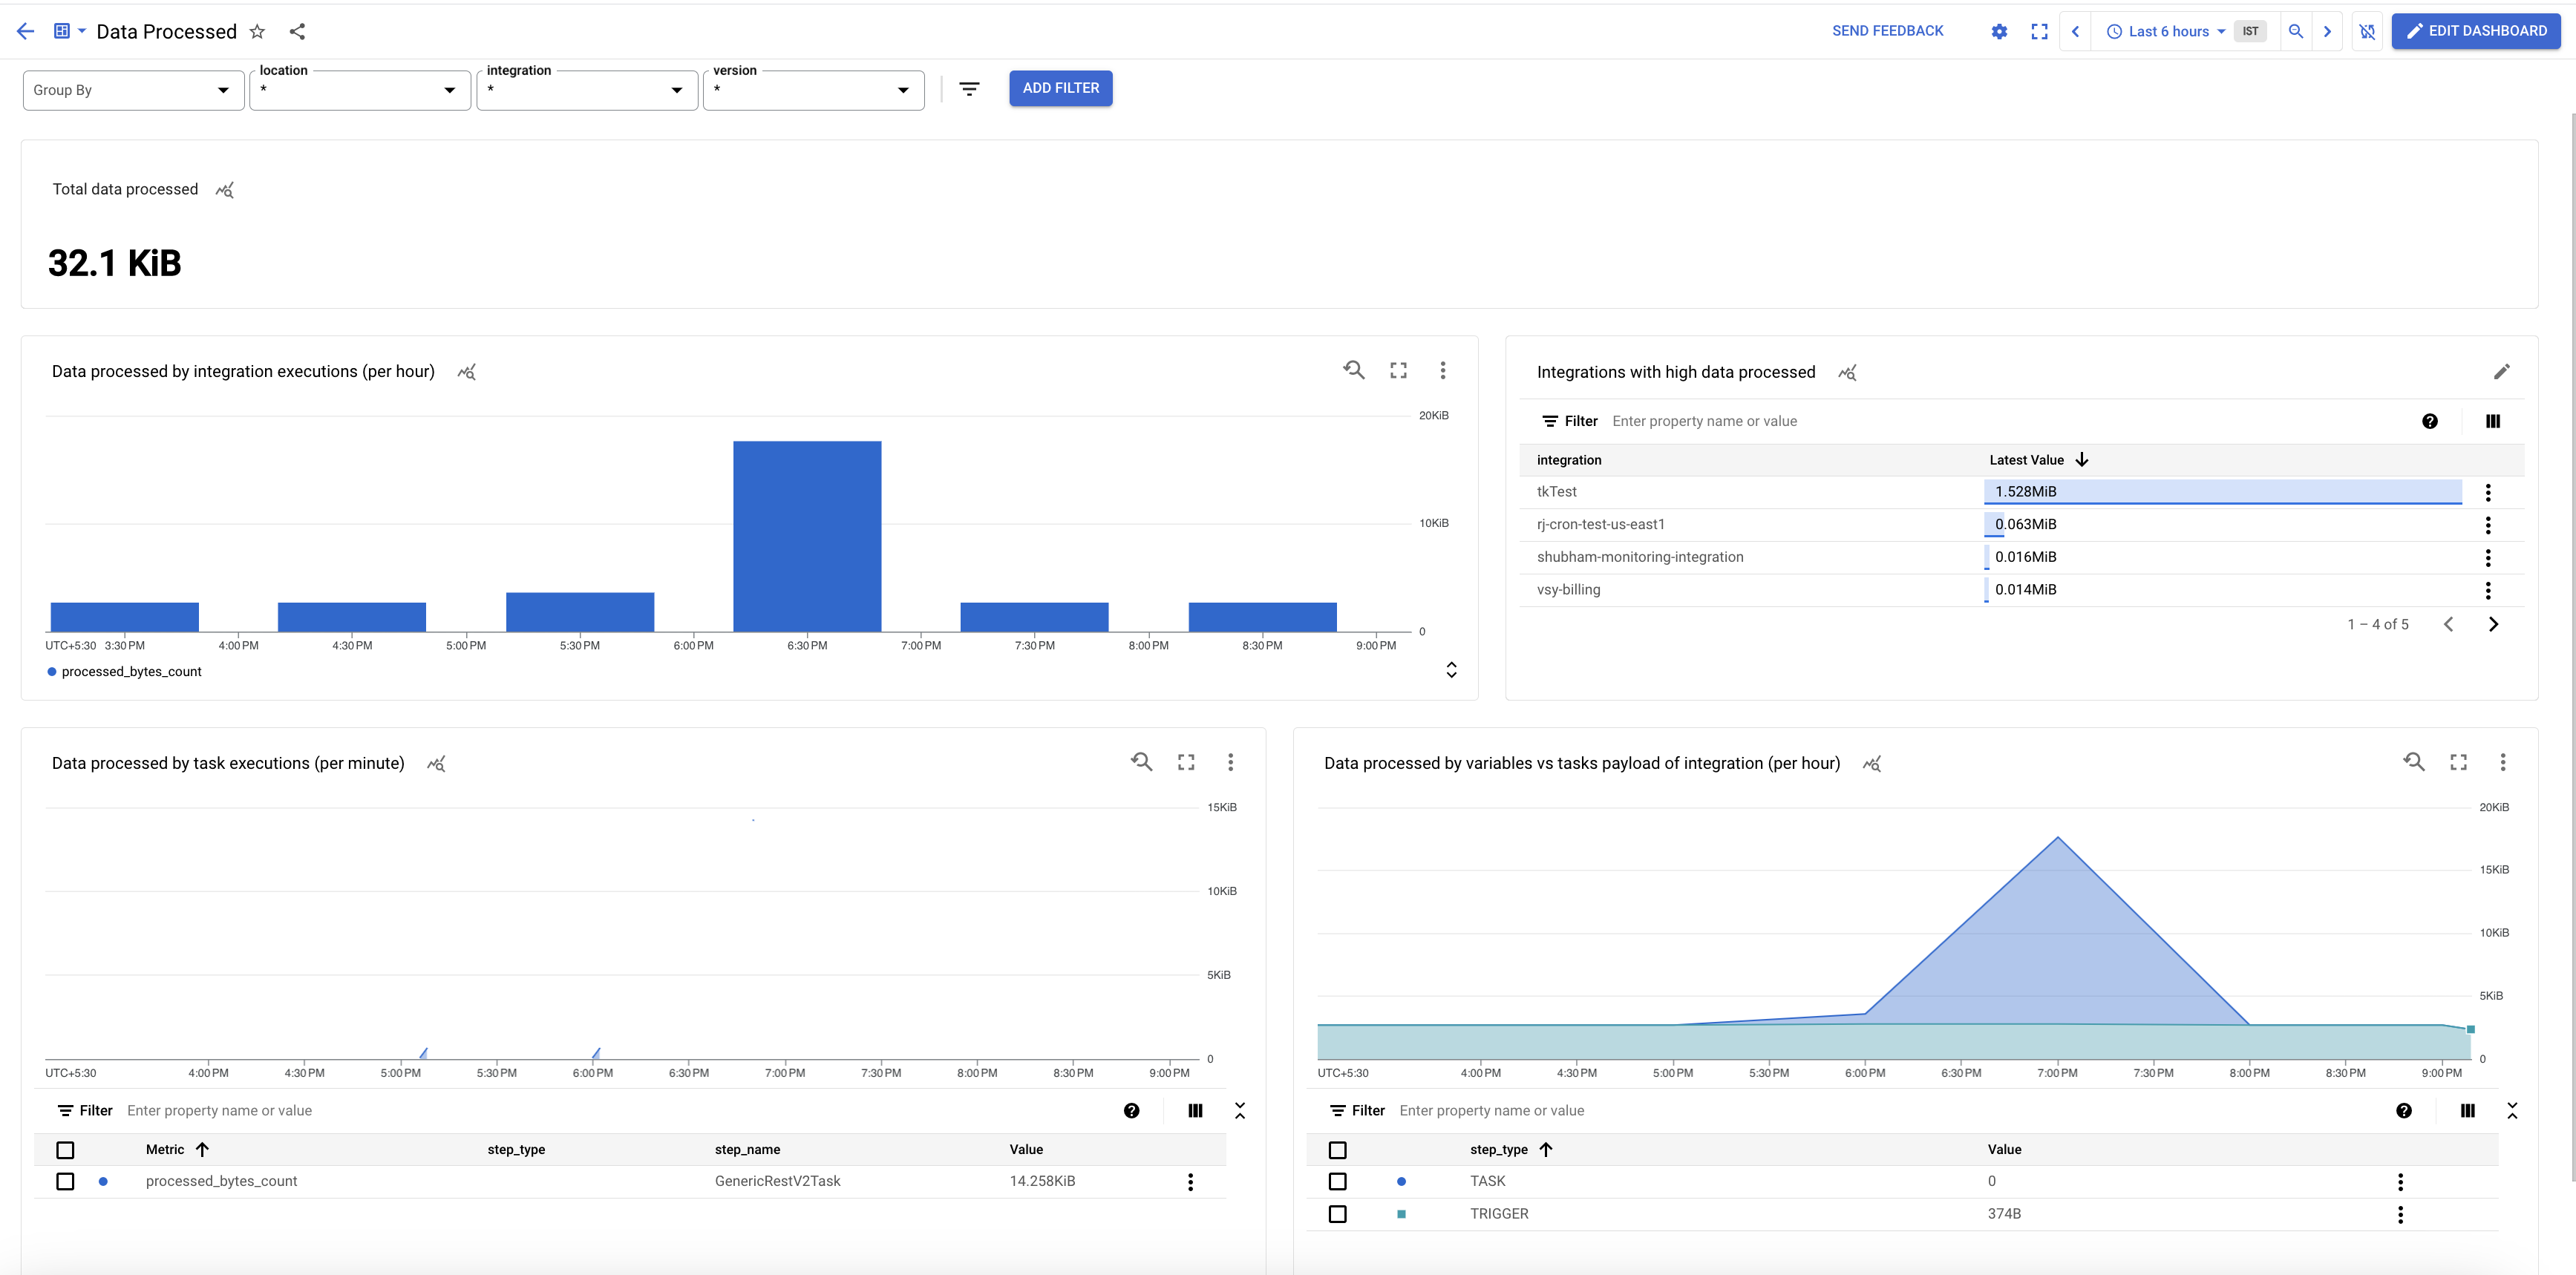 Data Processed
SEND FEEDBACK
Last 6 hours
IST
EDIT DASHBOARD
Group By
location
*
integration
*
version
*
ADD FILTER
Total data processed
32.1 KiB
Data processed by integration executions (per hour)
20KiB
10KiB
0
UTC+5:30 3:30 PM 4:00 PM 4:30 PM 5:00 PM 5:30 PM 6:00 PM 6:30 PM 7:00 PM 7:30 PM 8:00 PM 8:30 PM 9:00 PM
processed_bytes_count
Integrations with high data processed
Filter Enter property name or value
integration Latest Value
tkTest 1.528MiB
rj-cron-test-us-east1 0.063MiB
shubham-monitoring-integration 0.016MiB
vsy-billing 0.014MiB
1 – 4 of 5
Data processed by task executions (per minute)
15KiB
10KiB
5KiB
0
UTC+5:30 4:00 PM 4:30 PM 5:00 PM 5:30 PM 6:00 PM 6:30 PM 7:00 PM 7:30 PM 8:00 PM 8:30 PM 9:00 PM
Filter Enter property name or value
Metric step_type step_name Value
processed_bytes_count GenericRestV2Task 14.258KiB
Data processed by variables vs tasks payload of integration (per hour)
20KiB
15KiB
10KiB
5KiB
0
UTC+5:30 4:00 PM 4:30 PM 5:00 PM 5:30 PM 6:00 PM 6:30 PM 7:00 PM 7:30 PM 8:00 PM 8:30 PM 9:00 PM
Filter Enter property name or value
step_type Value
TASK 0
TRIGGER 374B